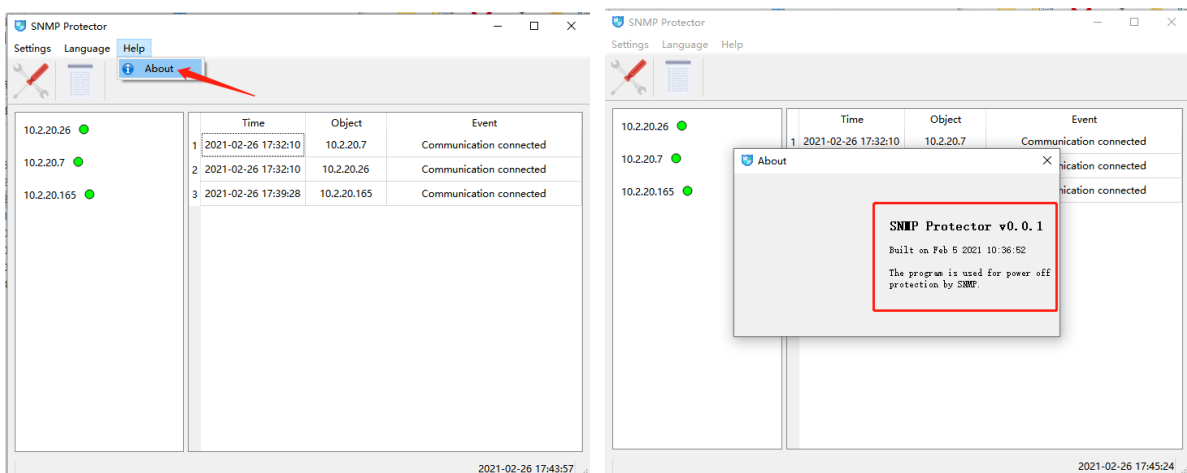 SNMP Protector
Settings Language Help
About
10.2.20.26
10.2.20.7
10.2.20.165
Time Object Event
1 2021-02-26 17:32:10 10.2.20.7 Communication connected
2 2021-02-26 17:32:10 10.2.20.26 Communication connected
3 2021-02-26 17:39:28 10.2.20.165 Communication connected
2021-02-26 17:43:57
SNMP Protector
Settings Language Help
10.2.20.26
10.2.20.7
10.2.20.165
Time Object Event
1 2021-02-26 17:32:10 10.2.20.7 Communication connected
connected
connected
About
SNMP Protector v0.0.1
Built on Feb 5 2021 10:36:52
The program is used for power off
protection by SNMP.
2021-02-26 17:45:24